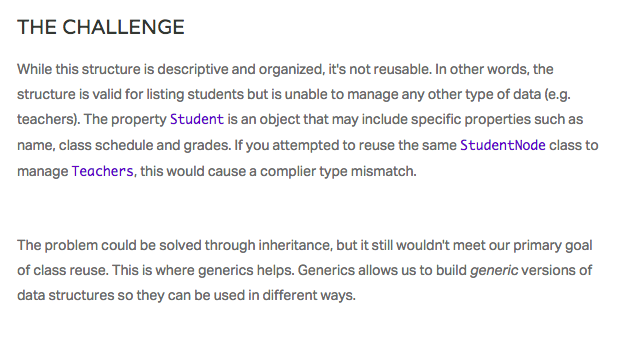 THE CHALLENGE
While this structure is descriptive and organized, it's not reusable. In other words, the
structure is valid for listing students but is unable to manage any other type of data (e.g.
teachers). The property Student is an object that may include specific properties such as
name, class schedule and grades. If you attempted to reuse the same StudentNode class to
manage Teachers, this would cause a complier type mismatch.
The problem could be solved through inheritance, but it still wouldn't meet our primary goal
of class reuse. This is where generics helps. Generics allows us to build generic versions of
data structures so they can be used in different ways.